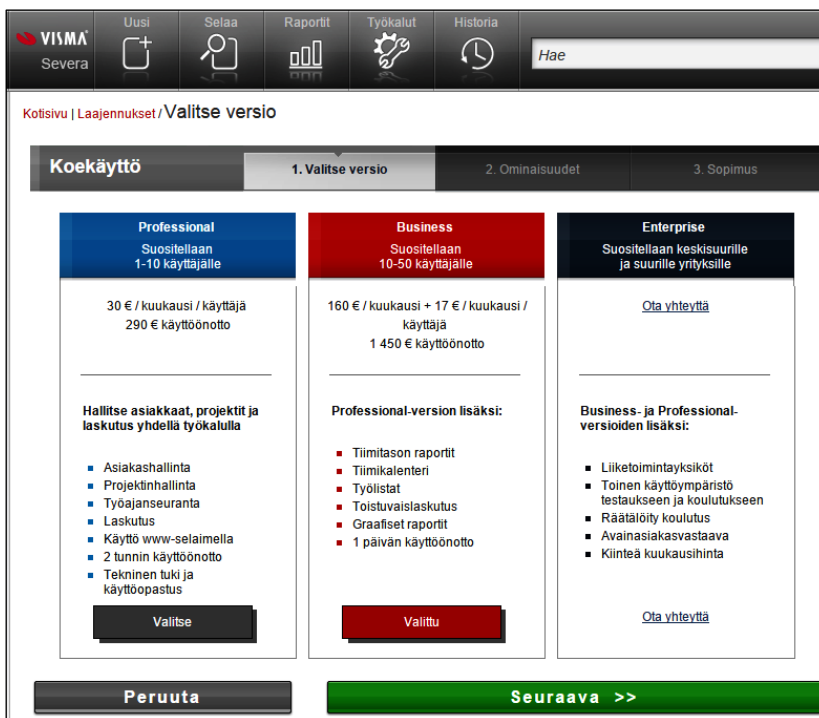 VISMA
Severa
Uusi
Selaa
Raportit
Työkalut
Historia
Hae
Kotisivu | Laajennukset / Valitse versio
Koekäyttö
1. Valitse versio
2. Ominaisuudet
3. Sopimus
Professional
Suositellaan
1-10 käyttäjälle
30 € / kuukausi / käyttäjä
290 € käyttöönotto
Hallitse asiakkaat, projektit ja
laskutus yhdellä työkalulla
Asiakashallinta
Projektinhallinta
Työajanseuranta
Laskutus
Käyttö www-selaimella
2 tunnin käyttöönotto
Tekninen tuki ja
käyttöopastus
Valitse
Business
Suositellaan
10-50 käyttäjälle
160 € / kuukausi + 17 € / kuukausi /
käyttäjä
1 450 € käyttöönotto
Professional-version lisäksi:
Tiimitason raportit
Tiimikalenteri
Työlistat
Toistuvaislaskutus
Graafiset raportit
1 päivän käyttöönotto
Valittu
Enterprise
Suositellaan keskisuurille
ja suurille yrityksille
Ota yhteyttä
Business- ja Professional-
versioiden lisäksi:
Liiketoimintayksiköt
Toinen käyttöympäristö
testaukseen ja koulutukseen
Räätälöity koulutus
Avainasiakasvastaava
Kiinteä kuukausihinta
Ota yhteyttä
Peruuta
Seuraava >>